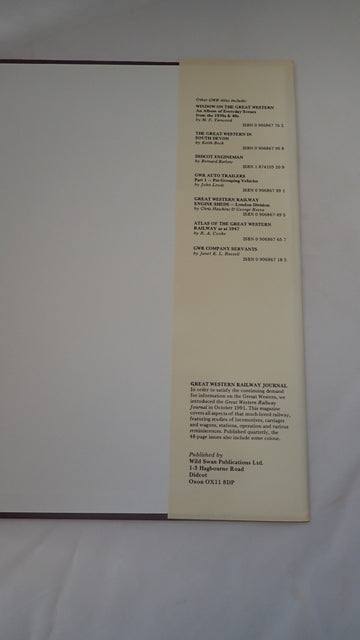 Other GWR titles include:
WINDOW ON THE GREAT WESTERN
An Album of Everyday Scenes
from the 1930s & 40s
by M. F. Yarwood
ISBN 0 906867 76 2
THE GREAT WESTERN IN
SOUTH DEVON
by Keith Beck
ISBN 0 906867 90 8
DIDCOT ENGINEMAN
by Bernard Barlow
ISBN 1 874103 20 8
GWR AUTO TRAILERS
Part 1 — Pre-Grouping Vehicles
by John Lewis
ISBN 0 906867 99 1
GREAT WESTERN RAILWAY
ENGINE SHEDS — London Division
by Chris Hawkins & George Reeve
ISBN 0 906867 49 5
ATLAS OF THE GREAT WESTERN
RAILWAY as at 1947
by R. A. Cooke
ISBN 0 906867 65 7
GWR COMPANY SERVANTS
by Janet K. L. Russell
ISBN 0 906867 18 5
GREAT WESTERN RAILWAY JOURNAL
In order to satisfy the continuing demand
for information on the Great Western, we
introduced the Great Western Railway
Journal in October 1991. This magazine
covers all aspects of that much-loved railway,
featuring studies of locomotives, carriages
and wagons, stations, operation and various
reminiscences. Published quarterly, the
48-page issues also include some colour.
Published by
Wild Swan Publications Ltd.
1-3 Hagbourne Road
Didcot
Oxon OX11 8DP